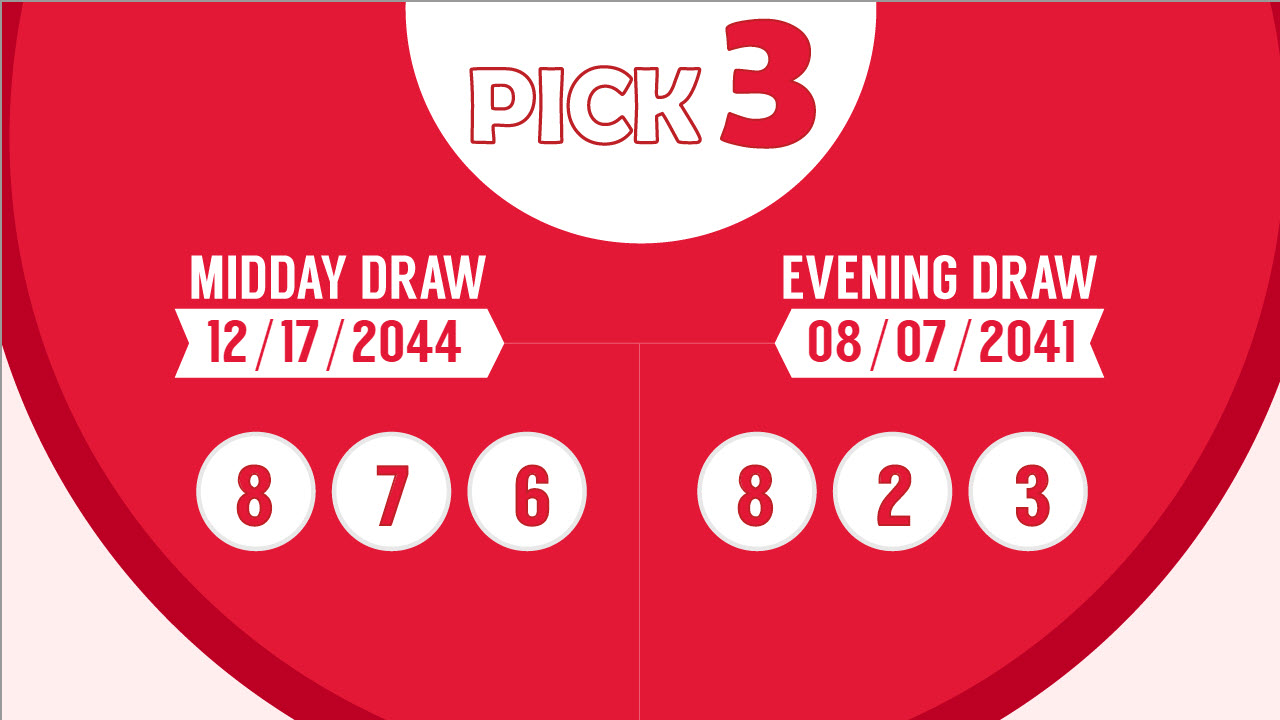 PICK 3
MIDDAY DRAW
12/17/2044
8 7 6
EVENING DRAW
08/07/2041
8 2 3